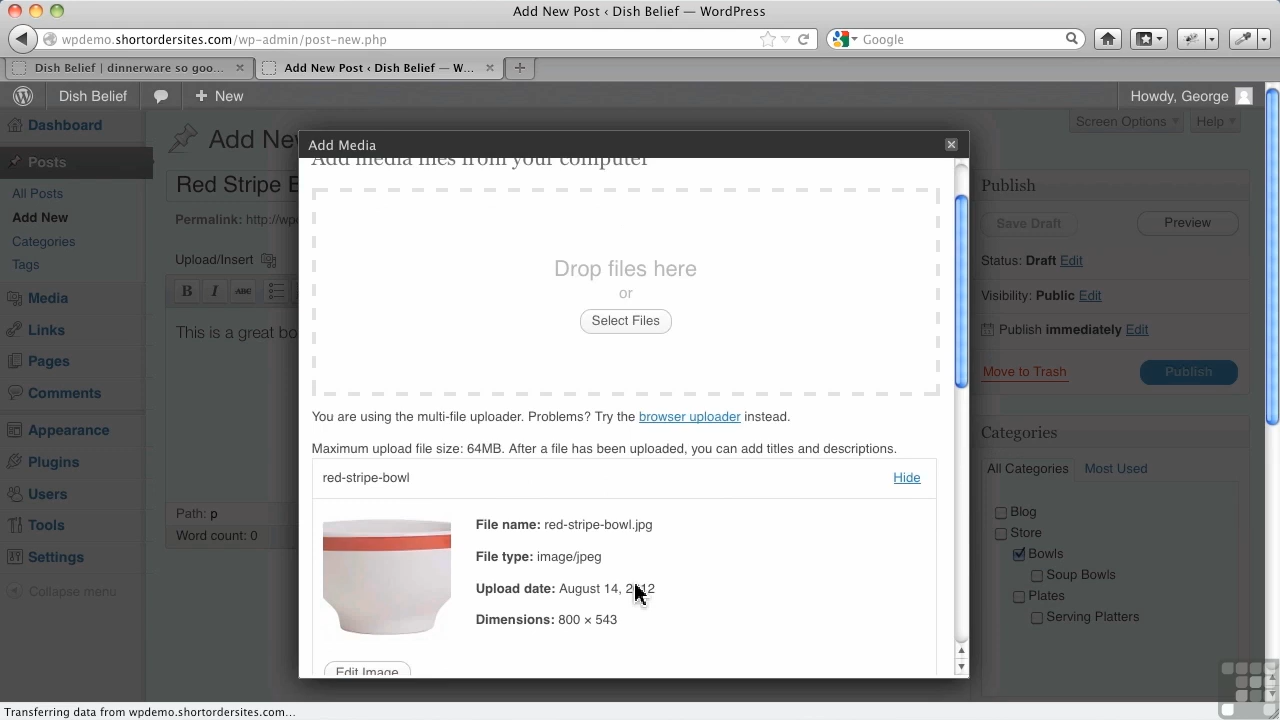 Add New Post ‹ Dish Belief — WordPress
wpdemo.shortordersites.com/wp-admin/post-new.php
Google
Dish Belief | dinnerware so goo...
Add New Post ‹ Dish Belief — W...
Dish Belief
New
Howdy, George
Dashboard
Posts
All Posts
Add New
Categories
Tags
Media
Links
Pages
Comments
Appearance
Plugins
Users
Tools
Settings
Collapse menu
Screen Options
Help
Add New
Red Stripe B
Permalink: http://wp
Upload/Insert
B I ABC
This is a great bo
Path: p
Word count: 0
Add Media
Add media files from your computer
Drop files here
or
Select Files
You are using the multi-file uploader. Problems? Try the browser uploader instead.
Maximum upload file size: 64MB. After a file has been uploaded, you can add titles and descriptions.
red-stripe-bowl
Hide
File name: red-stripe-bowl.jpg
File type: image/jpeg
Upload date: August 14, 2012
Dimensions: 800 × 543
Edit Image
Publish
Save Draft
Preview
Status: Draft Edit
Visibility: Public Edit
Publish immediately Edit
Move to Trash
Publish
Categories
All Categories
Most Used
Blog
Store
Bowls
Soup Bowls
Plates
Serving Platters
Transferring data from wpdemo.shortordersites.com...